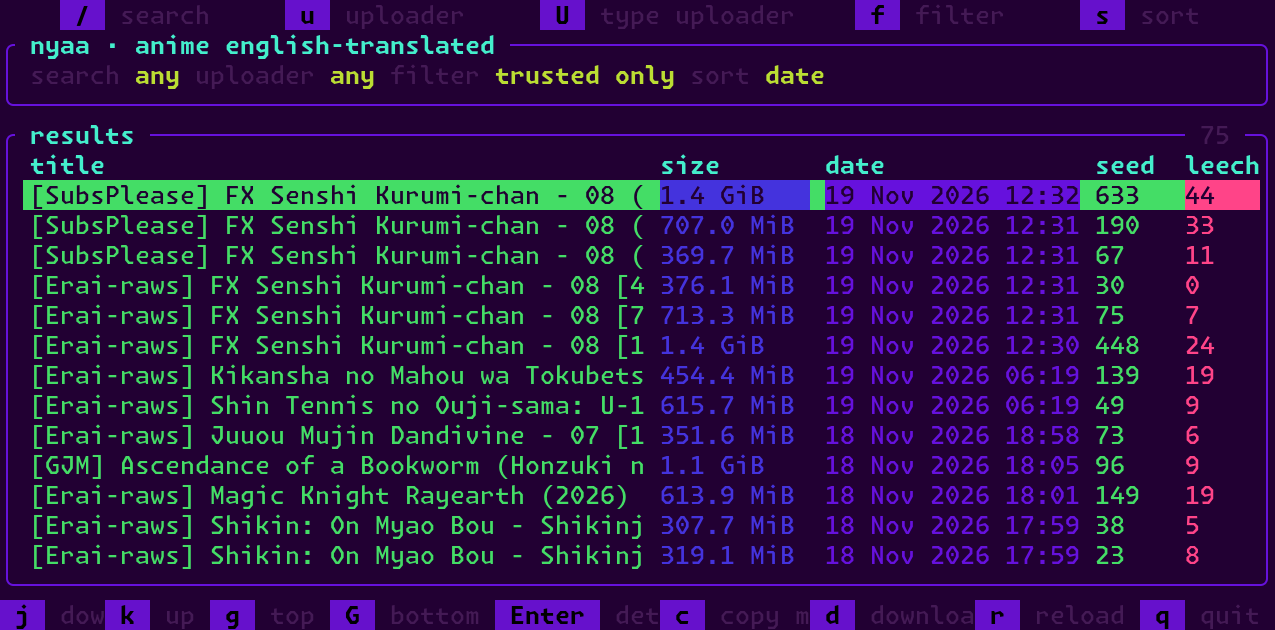 / search u uploader U type uploader f filter s sort
nyaa · anime english-translated
search any uploader any filter trusted only sort date
results 75
title size date seed leech
[SubsPlease] FX Senshi Kurumi-chan - 08 ( 1.4 GiB 19 Nov 2026 12:32 633 44
[SubsPlease] FX Senshi Kurumi-chan - 08 ( 707.0 MiB 19 Nov 2026 12:31 190 33
[SubsPlease] FX Senshi Kurumi-chan - 08 ( 369.7 MiB 19 Nov 2026 12:31 67 11
[Erai-raws] FX Senshi Kurumi-chan - 08 [4 376.1 MiB 19 Nov 2026 12:31 30 0
[Erai-raws] FX Senshi Kurumi-chan - 08 [7 713.3 MiB 19 Nov 2026 12:31 75 7
[Erai-raws] FX Senshi Kurumi-chan - 08 [1 1.4 GiB 19 Nov 2026 12:30 448 24
[Erai-raws] Kikansha no Mahou wa Tokubets 454.4 MiB 19 Nov 2026 06:19 139 19
[Erai-raws] Shin Tennis no Ouji-sama: U-1 615.7 MiB 19 Nov 2026 06:19 49 9
[Erai-raws] Juuou Mujin Dandivine - 07 [1 351.6 MiB 18 Nov 2026 18:58 73 6
[GJM] Ascendance of a Bookworm (Honzuki n 1.1 GiB 18 Nov 2026 18:05 96 9
[Erai-raws] Magic Knight Rayearth (2026) 613.9 MiB 18 Nov 2026 18:01 149 19
[Erai-raws] Shikin: On Myao Bou - Shikinj 307.7 MiB 18 Nov 2026 17:59 38 5
[Erai-raws] Shikin: On Myao Bou - Shikinj 319.1 MiB 18 Nov 2026 17:59 23 8
j dow k up g top G bottom Enter det c copy m d downloa r reload q quit